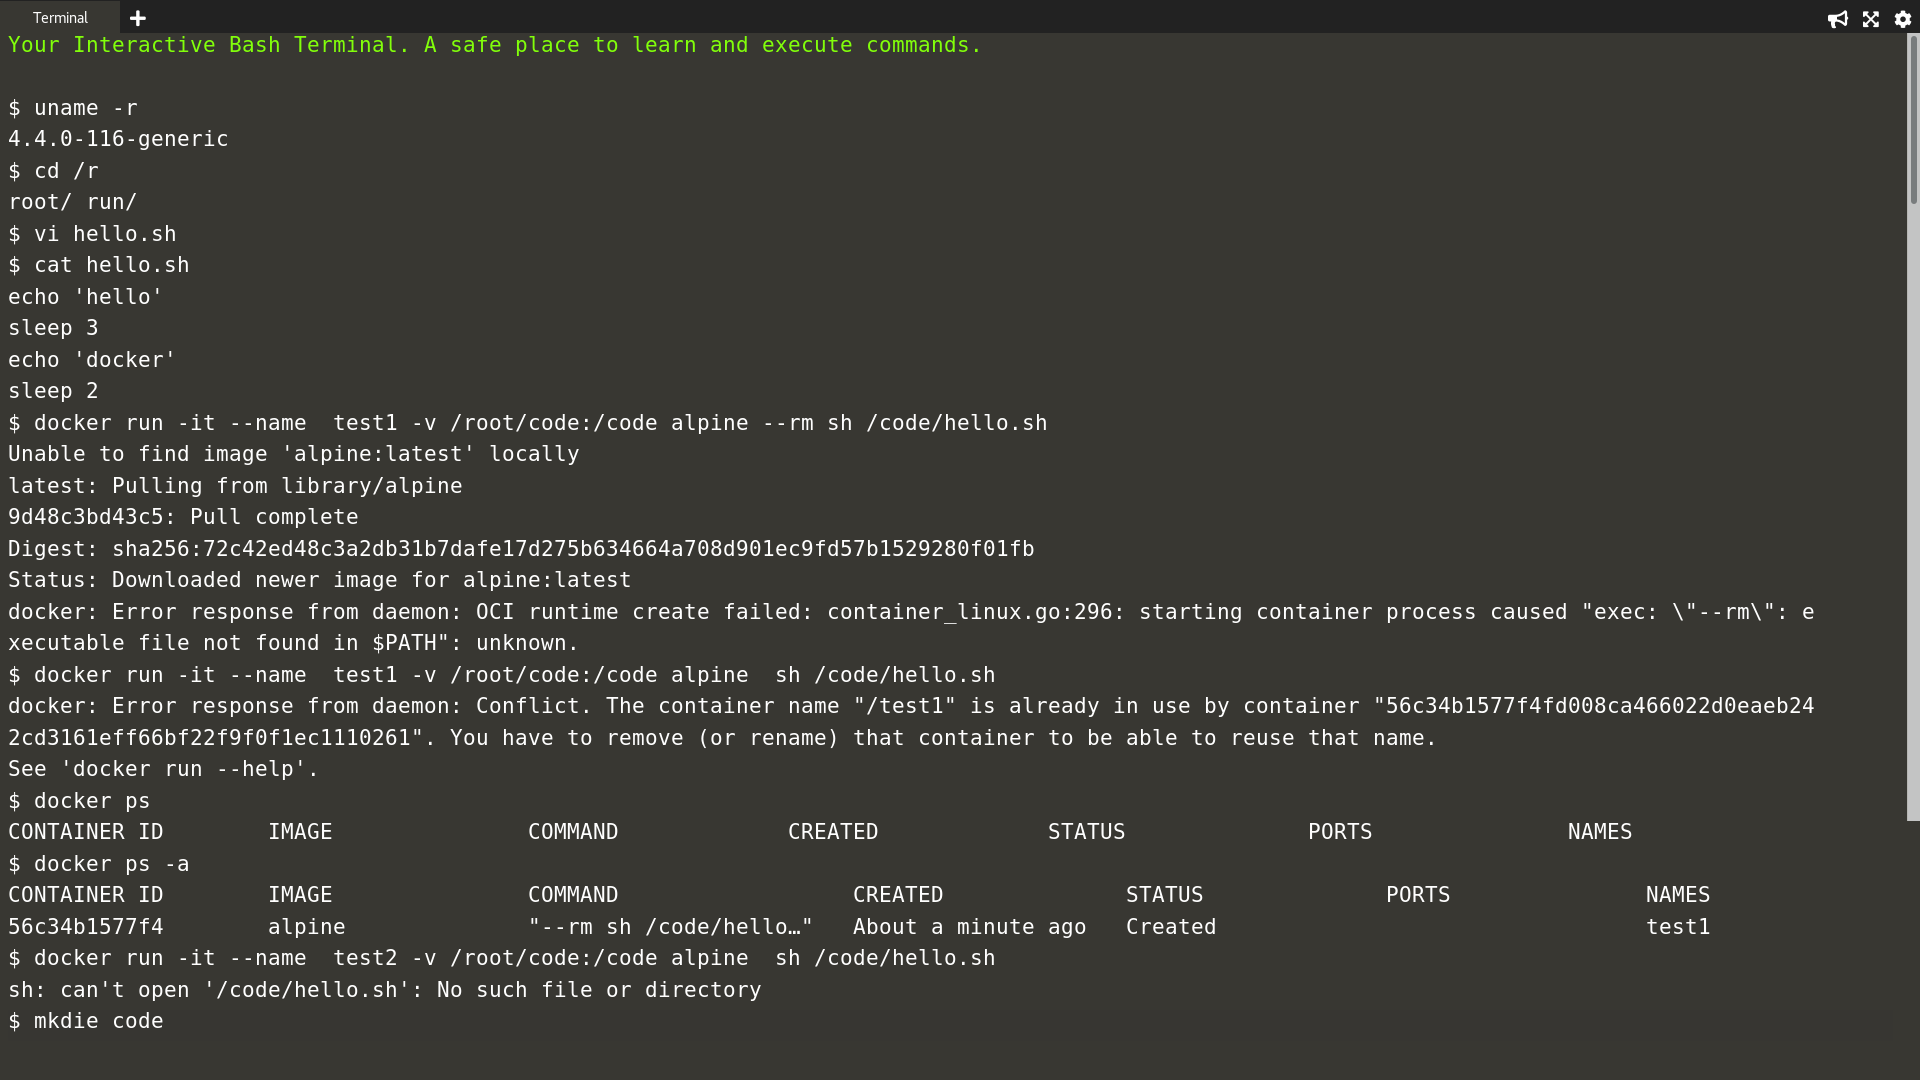 Terminal
Your Interactive Bash Terminal. A safe place to learn and execute commands.
$ uname -r
4.4.0-116-generic
$ cd /r
root/ run/
$ vi hello.sh
$ cat hello.sh
echo 'hello'
sleep 3
echo 'docker'
sleep 2
$ docker run -it --name  test1 -v /root/code:/code alpine --rm sh /code/hello.sh
Unable to find image 'alpine:latest' locally
latest: Pulling from library/alpine
9d48c3bd43c5: Pull complete
Digest: sha256:72c42ed48c3a2db31b7dafe17d275b634664a708d901ec9fd57b1529280f01fb
Status: Downloaded newer image for alpine:latest
docker: Error response from daemon: OCI runtime create failed: container_linux.go:296: starting container process caused "exec: \"--rm\": e
xecutable file not found in $PATH": unknown.
$ docker run -it --name  test1 -v /root/code:/code alpine  sh /code/hello.sh
docker: Error response from daemon: Conflict. The container name "/test1" is already in use by container "56c34b1577f4fd008ca466022d0eaeb24
2cd3161eff66bf22f9f0f1ec1110261". You have to remove (or rename) that container to be able to reuse that name.
See 'docker run --help'.
$ docker ps
CONTAINER ID        IMAGE               COMMAND             CREATED             STATUS              PORTS               NAMES
$ docker ps -a
CONTAINER ID        IMAGE               COMMAND                  CREATED              STATUS              PORTS               NAMES
56c34b1577f4        alpine              "--rm sh /code/hello…"   About a minute ago   Created                                 test1
$ docker run -it --name  test2 -v /root/code:/code alpine  sh /code/hello.sh
sh: can't open '/code/hello.sh': No such file or directory
$ mkdie code